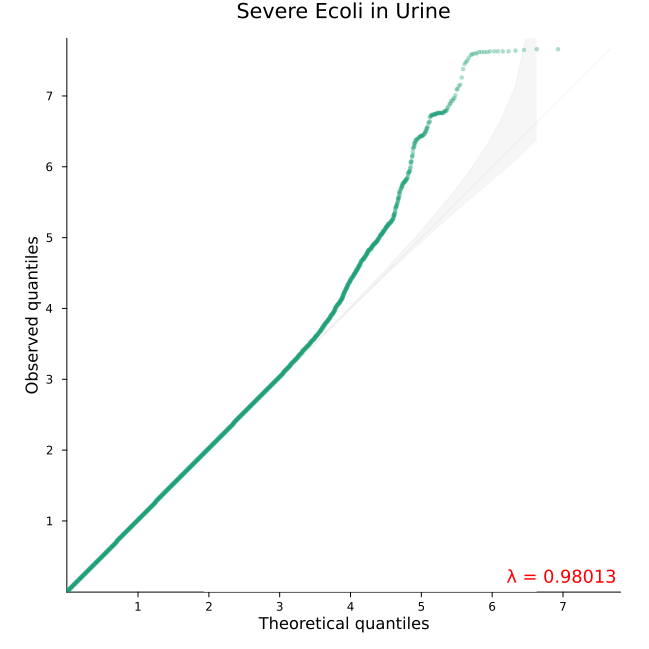 Severe Ecoli in Urine
Observed quantiles
7
6
5
4
3
2
1
λ = 0.98013
1 2 3 4 5 6 7
Theoretical quantiles